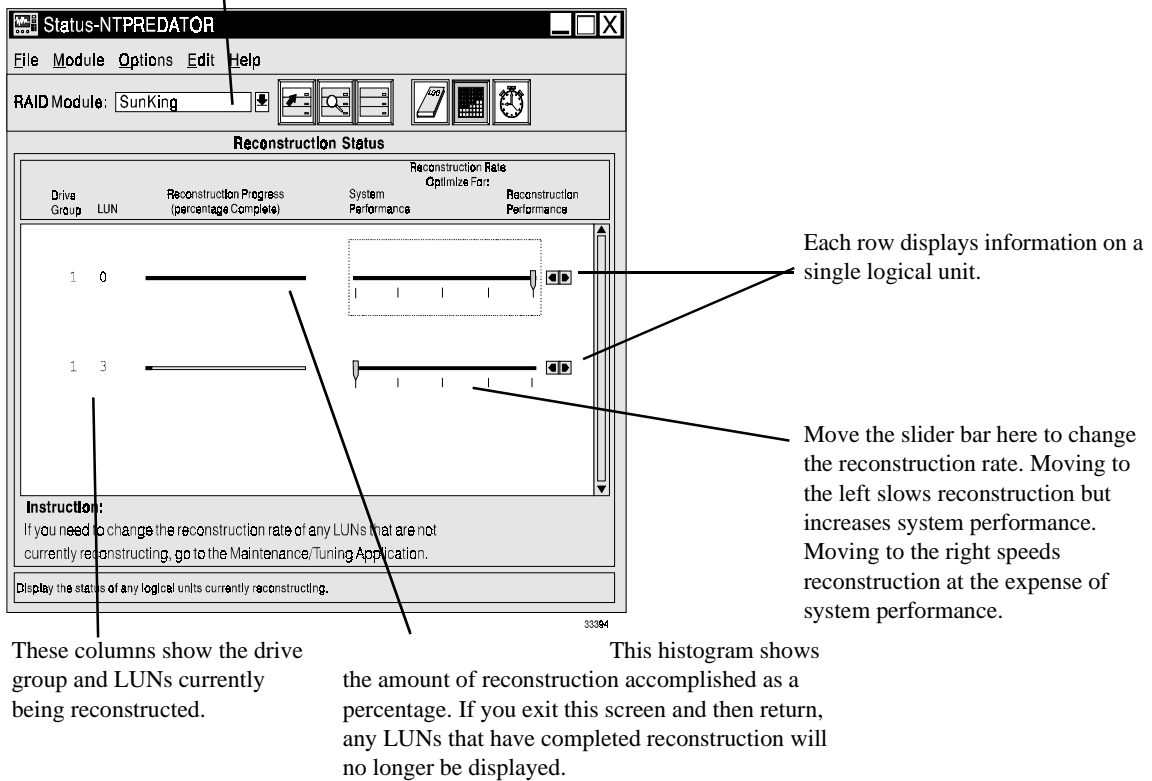 Status-NTPREDATOR
File Module Options Edit Help
RAID Module: SunKing
LOG
Reconstruction Status
Reconstruction Rate
Optimize For:
Drive Group
LUN
Reconstruction Progress
(percentage Complete)
System
Performance
Reconstruction
Performance
1 0
1 3
Instruction:
If you need to change the reconstruction rate of any LUNs that are not
currently reconstructing, go to the Maintenance/Tuning Application.
Display the status of any logical units currently reconstructing.
33394
Each row displays information on a
single logical unit.
Move the slider bar here to change
the reconstruction rate. Moving to
the left slows reconstruction but
increases system performance.
Moving to the right speeds
reconstruction at the expense of
system performance.
These columns show the drive
group and LUNs currently
being reconstructed.
This histogram shows
the amount of reconstruction accomplished as a
percentage. If you exit this screen and then return,
any LUNs that have completed reconstruction will
no longer be displayed.